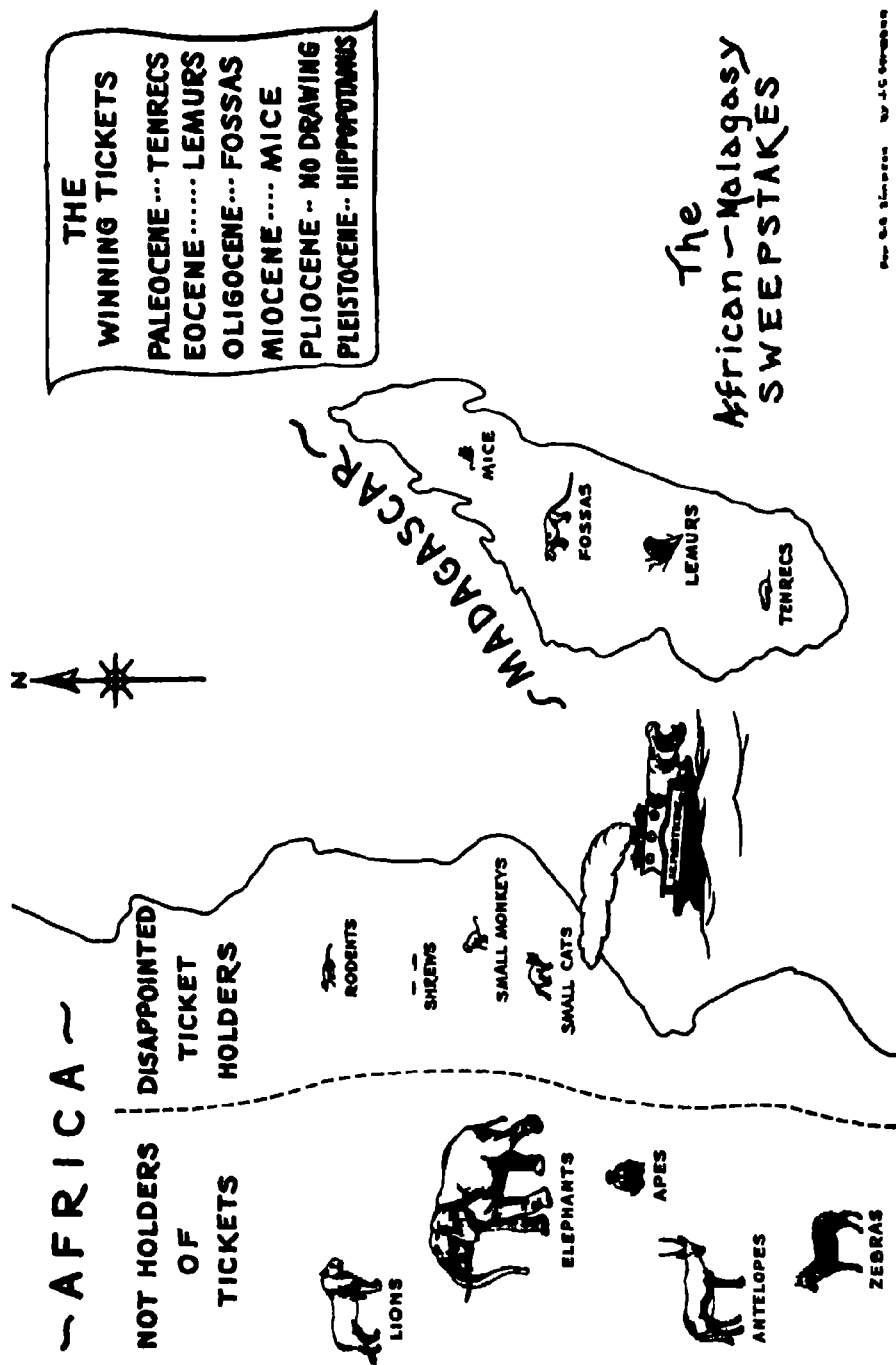 ~ AFRICA ~
NOT HOLDERS
OF
TICKETS
DISAPPOINTED
TICKET
HOLDERS
LIONS
ELEPHANTS
ANTELOPES
APES
ZEBRAS
RODENTS
SHREWS
SMALL MONKEYS
SMALL CATS
N
~ MADAGASCAR ~
MICE
FOSSAS
LEMURS
TENRECS
THE
WINNING TICKETS
PALEOCENE --- TENRECS
EOCENE ------ LEMURS
OLIGOCENE --- FOSSAS
MIOCENE ---- MICE
PLIOCENE -- NO DRAWING
PLEISTOCENE -- HIPPOPOTAMUS
The
African - Malagasy
SWEEPSTAKES